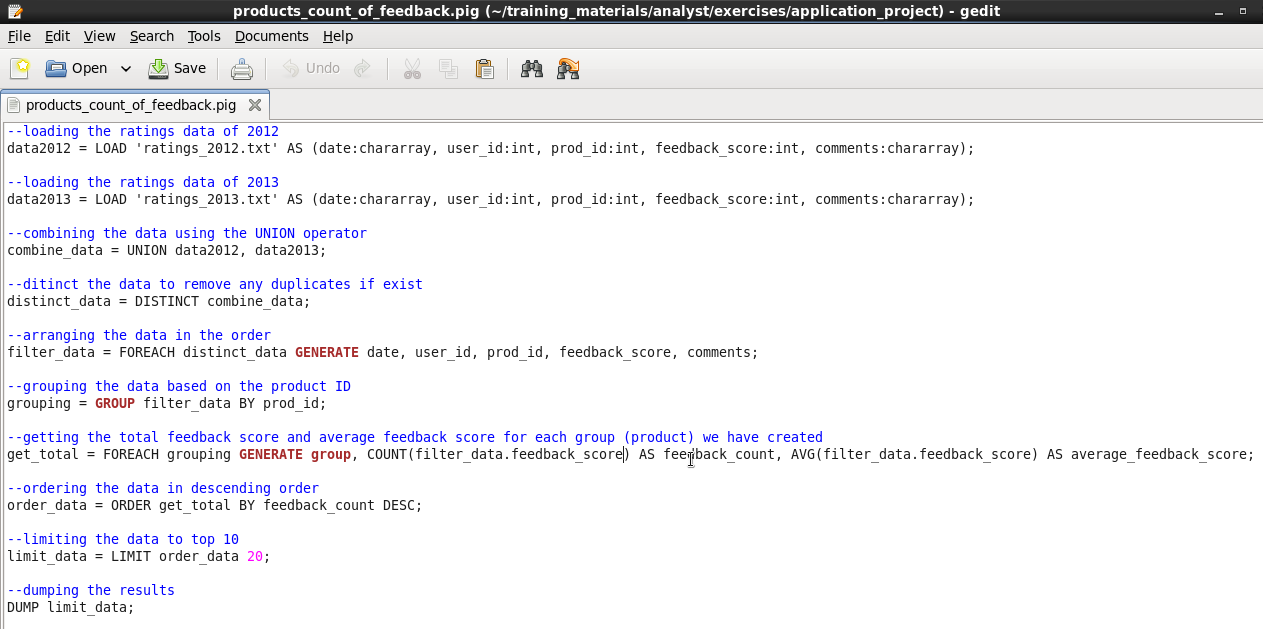 products_count_of_feedback.pig (~/training_materials/analyst/exercises/application_project) - gedit
File Edit View Search Tools Documents Help
Open Save Undo
products_count_of_feedback.pig
--loading the ratings data of 2012
data2012 = LOAD 'ratings_2012.txt' AS (date:chararray, user_id:int, prod_id:int, feedback_score:int, comments:chararray);
--loading the ratings data of 2013
data2013 = LOAD 'ratings_2013.txt' AS (date:chararray, user_id:int, prod_id:int, feedback_score:int, comments:chararray);
--combining the data using the UNION operator
combine_data = UNION data2012, data2013;
--ditinct the data to remove any duplicates if exist
distinct_data = DISTINCT combine_data;
--arranging the data in the order
filter_data = FOREACH distinct_data GENERATE date, user_id, prod_id, feedback_score, comments;
--grouping the data based on the product ID
grouping = GROUP filter_data BY prod_id;
--getting the total feedback score and average feedback score for each group (product) we have created
get_total = FOREACH grouping GENERATE group, COUNT(filter_data.feedback_score) AS feedback_count, AVG(filter_data.feedback_score) AS average_feedback_score;
--ordering the data in descending order
order_data = ORDER get_total BY feedback_count DESC;
--limiting the data to top 10
limit_data = LIMIT order_data 20;
--dumping the results
DUMP limit_data;